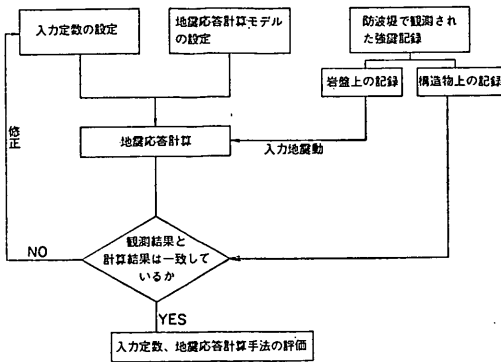 入力定数の設定
地震応答計算モデル
の設定
防波堤で観測された
強震記録
岩盤上の記録
構造物上の記録
修正
地震応答計算
入力地震動
観測結果と
計算結果は一致して
いるか
NO
YES
入力定数、地震応答計算手法の評価